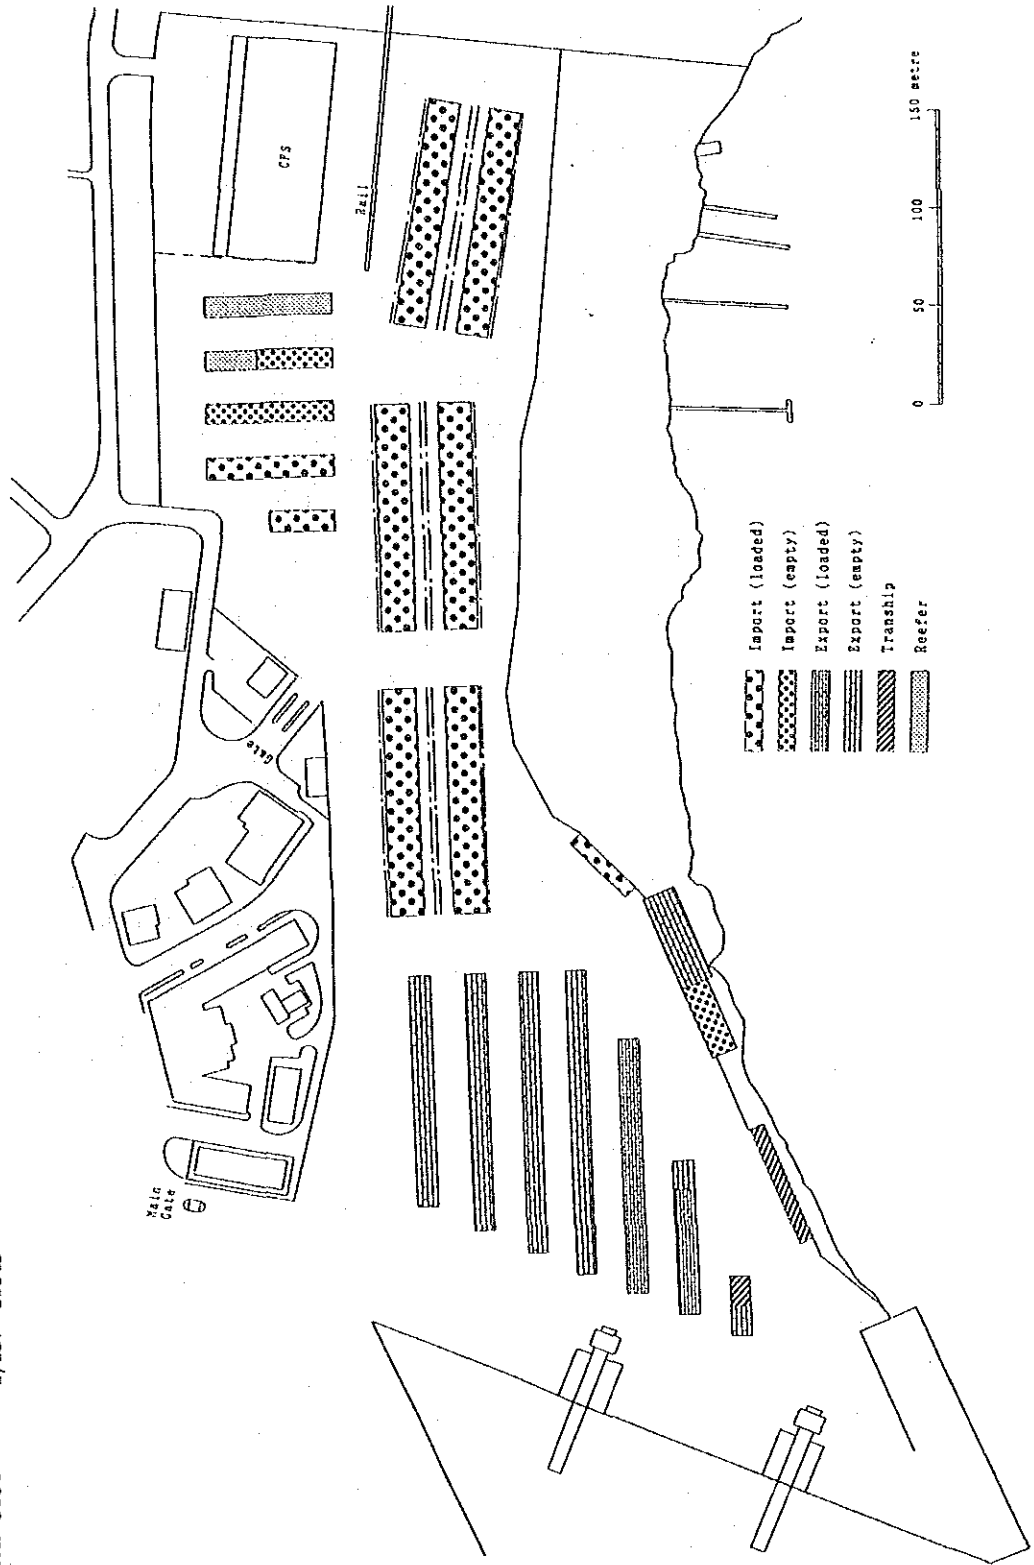 CFS
Rail
Gate
Main
Gate
Import (loaded)
Import (empty)
Export (loaded)
Export (empty)
Tranship
Reefer
0
50
100
150 metre